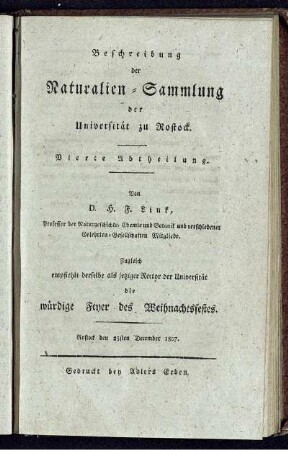 Beschreibung
der
Naturalien-Sammlung
der
Universität zu Rostock.
Vierte Abtheilung.
Von
D. H. F. Link,
Professor der Naturgeschichte, Chemie und Botanik und verschiedener
Gelehrten-Gesellschaften Mitgliede.
Zugleich
empfiehlt derselbe als jetziger Rector der Universität
die
würdige Feyer des Weihnachtsfestes.
Rostock den 25sten December 1807.
Gedruckt bey Adlers Erben.